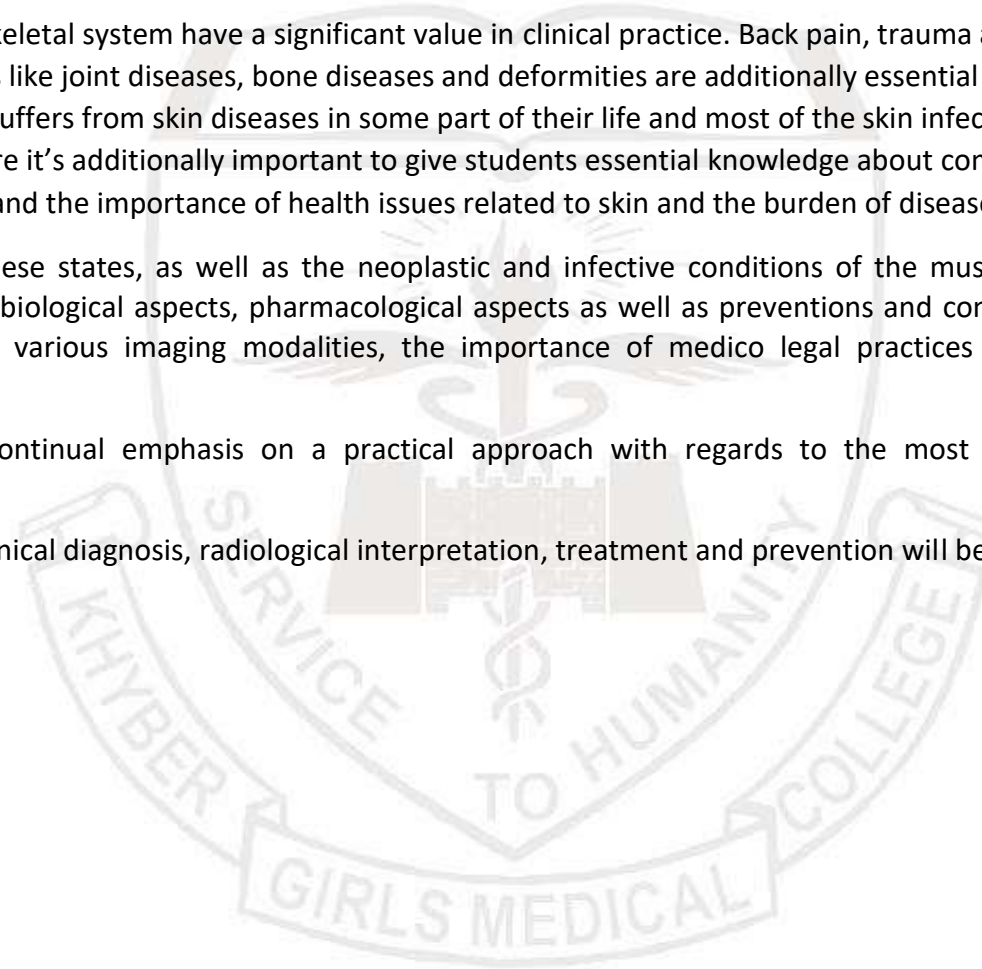 keletal system have a significant value in clinical practice. Back pain, trauma a
s like joint diseases, bone diseases and deformities are additionally essential
uffers from skin diseases in some part of their life and most of the skin infec
re it’s additionally important to give students essential knowledge about con
and the importance of health issues related to skin and the burden of disease
ese states, as well as the neoplastic and infective conditions of the mus
biological aspects, pharmacological aspects as well as preventions and con
various imaging modalities, the importance of medico legal practices
ontinual emphasis on a practical approach with regards to the most
nical diagnosis, radiological interpretation, treatment and prevention will be
SERVICE TO HUMANITY
KHYBER GIRLS MEDICAL COLLEGE